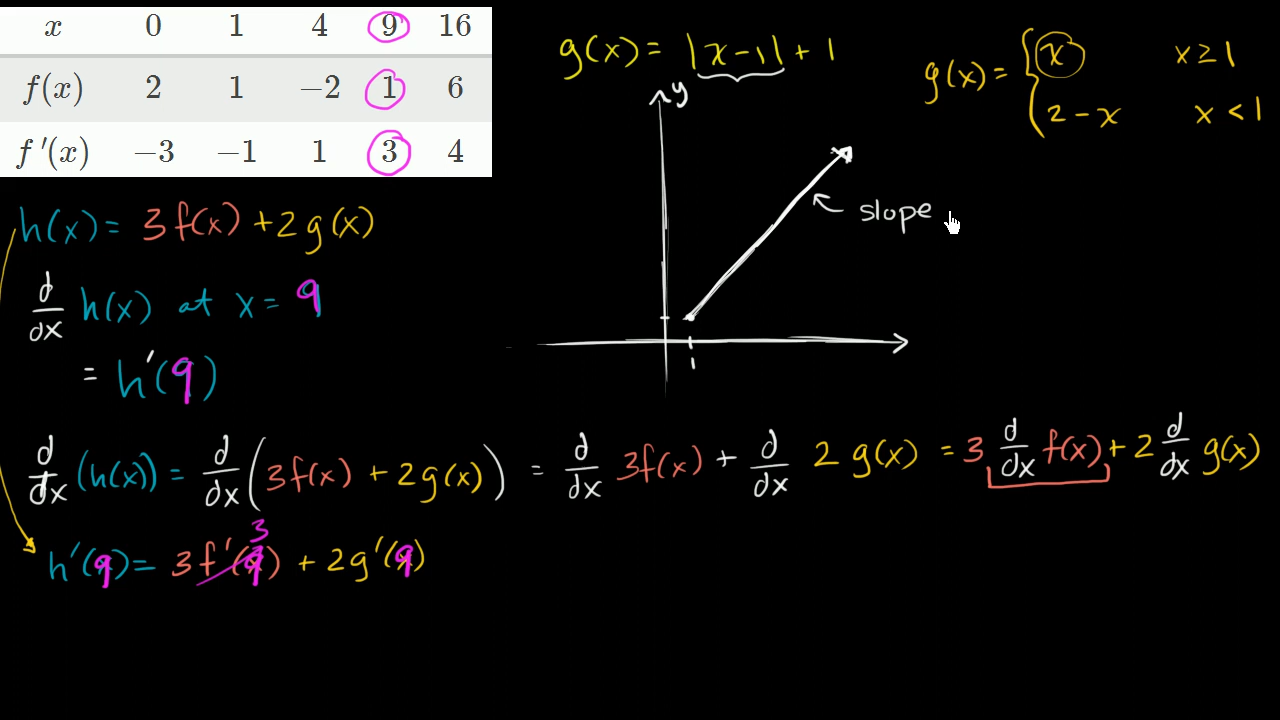 x 0 1 4 9 16
f(x) 2 1 −2 1 6
f′(x) −3 −1 1 3 4
g(x) = |x − 1| + 1
g(x) = { x x ≥ 1
2 − x x < 1
y
slope
1
h(x) = 3f(x) + 2g(x)
d/dx h(x) at x = 9
= h′(9)
d/dx (h(x)) = d/dx (3f(x) + 2g(x)) = d/dx 3f(x) + d/dx 2g(x) = 3 d/dx f(x) + 2 d/dx g(x)
3
h′(9) = 3f′(9) + 2g′(9)